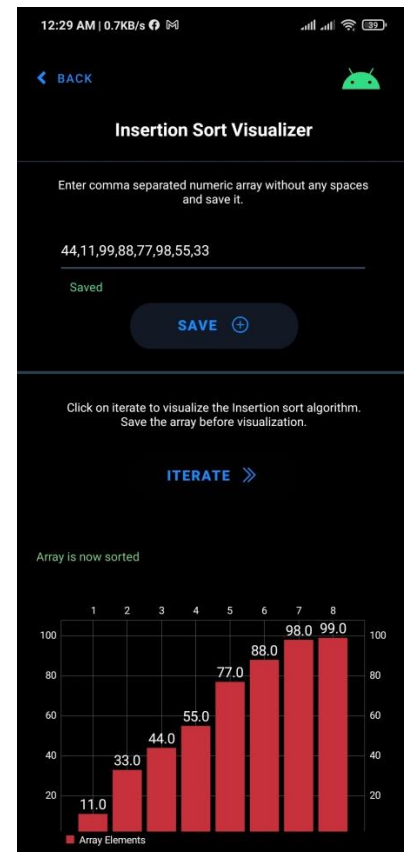 12:29 AM | 0.7KB/s
39
BACK
Insertion Sort Visualizer
Enter comma separated numeric array without any spaces
and save it.
44,11,99,88,77,98,55,33
Saved
SAVE
Click on iterate to visualize the Insertion sort algorithm.
Save the array before visualization.
ITERATE
Array is now sorted
1 2 3 4 5 6 7 8
100 98.0 99.0 100
88.0
80 77.0 80
60 55.0 60
44.0
40 33.0 40
20 11.0 20
Array Elements